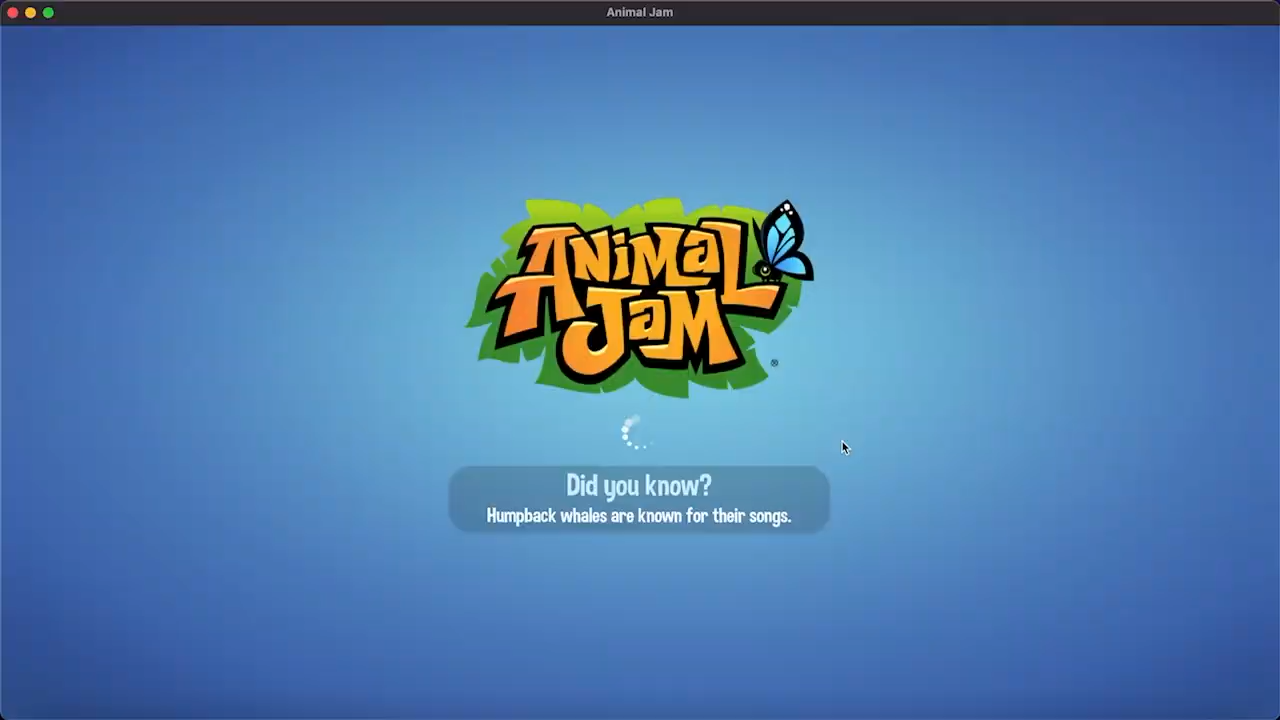 Animal Jam
ANiMaL
JaM
®
Did you know?
Humpback whales are known for their songs.